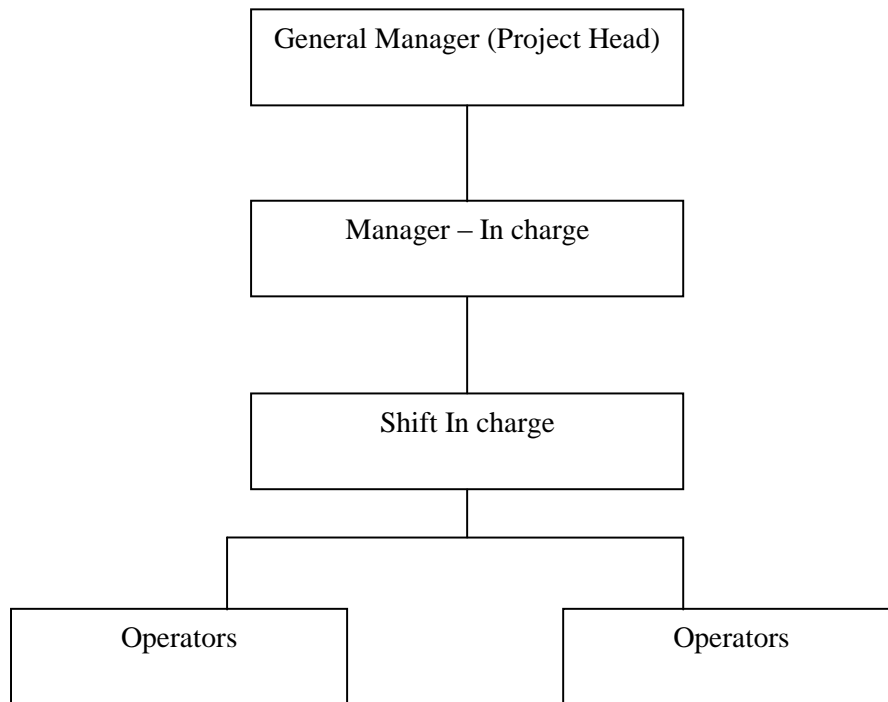 General Manager (Project Head)
Manager – In charge
Shift In charge
Operators
Operators